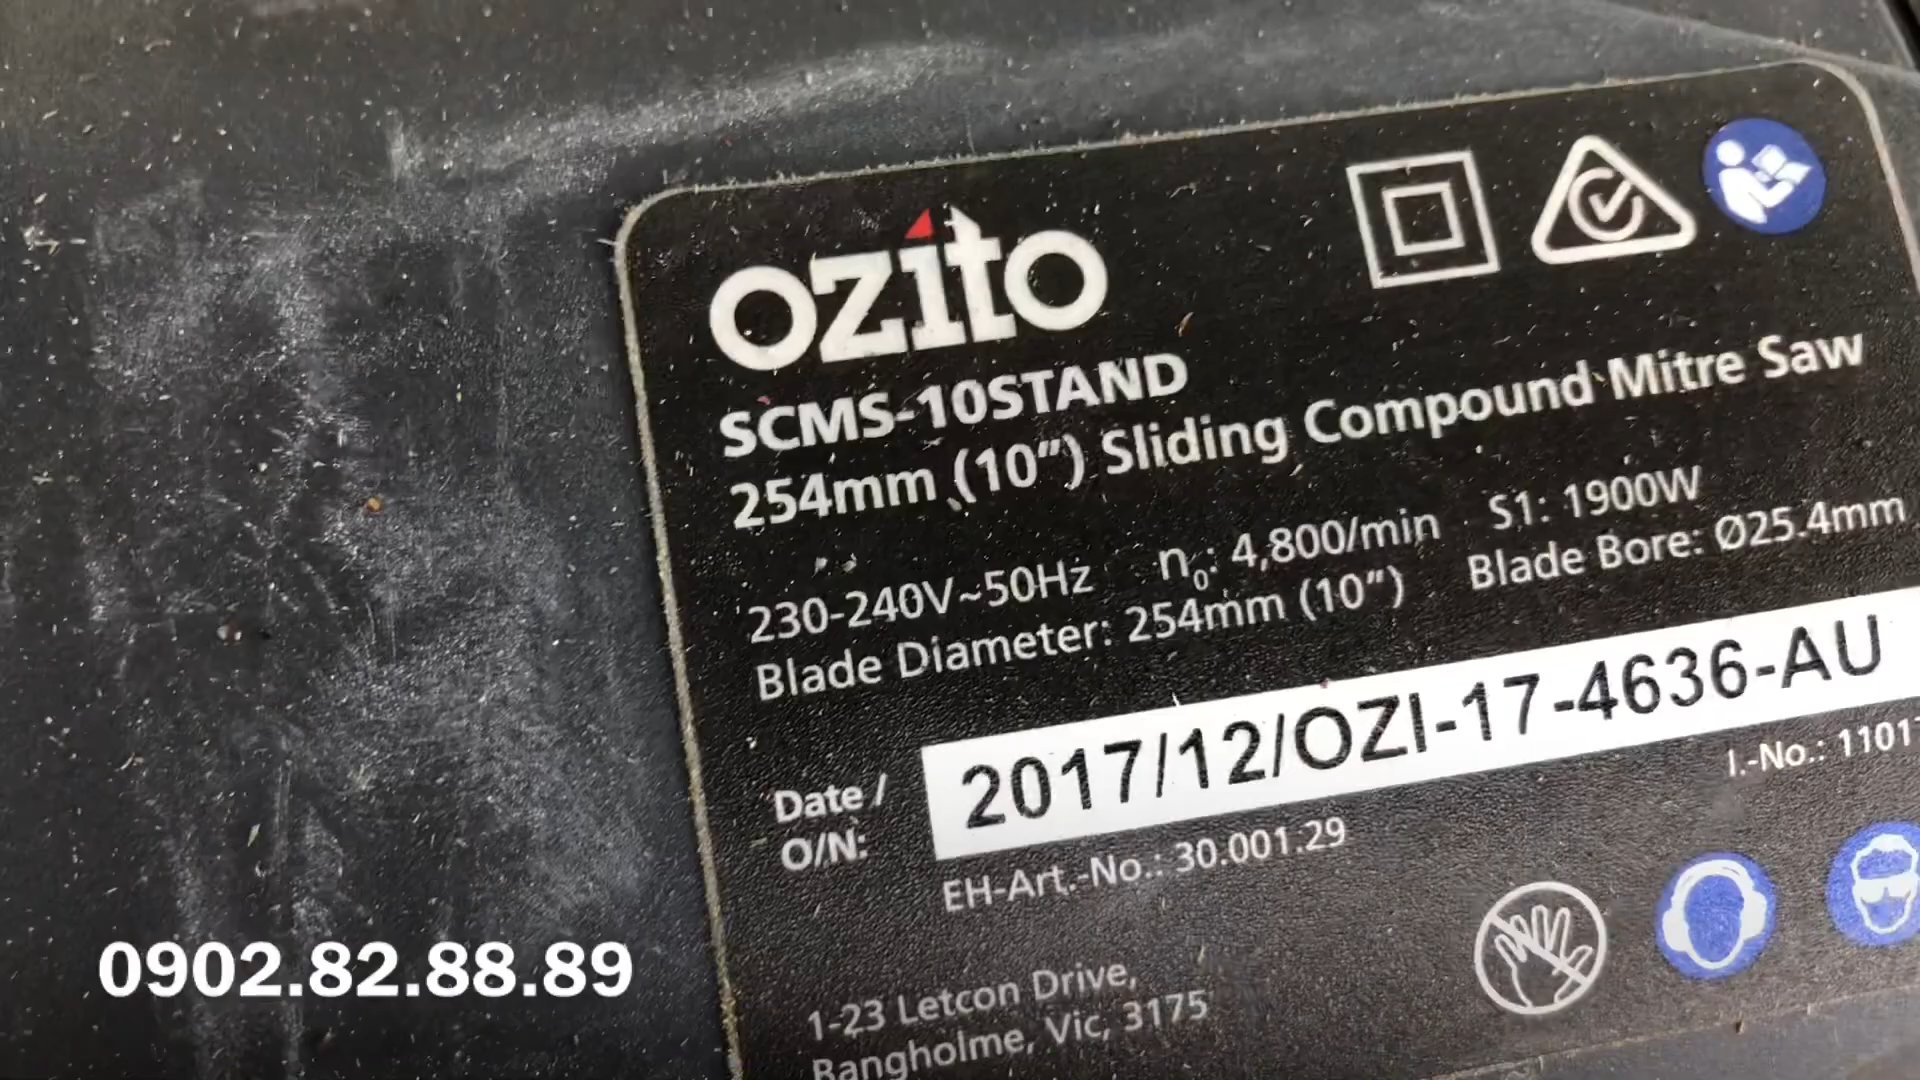 ozito
SCMS-10STAND
254mm (10”) Sliding Compound Mitre Saw
230-240V~50Hz n₀: 4,800/min S1: 1900W
Blade Diameter: 254mm (10”) Blade Bore: Ø25.4mm
Date /
O/N:
2017/12/OZI-17-4636-AU
EH-Art.-No.: 30.001.29
I.-No.: 1101
1-23 Letcon Drive,
Bangholme, Vic, 3175
0902.82.88.89